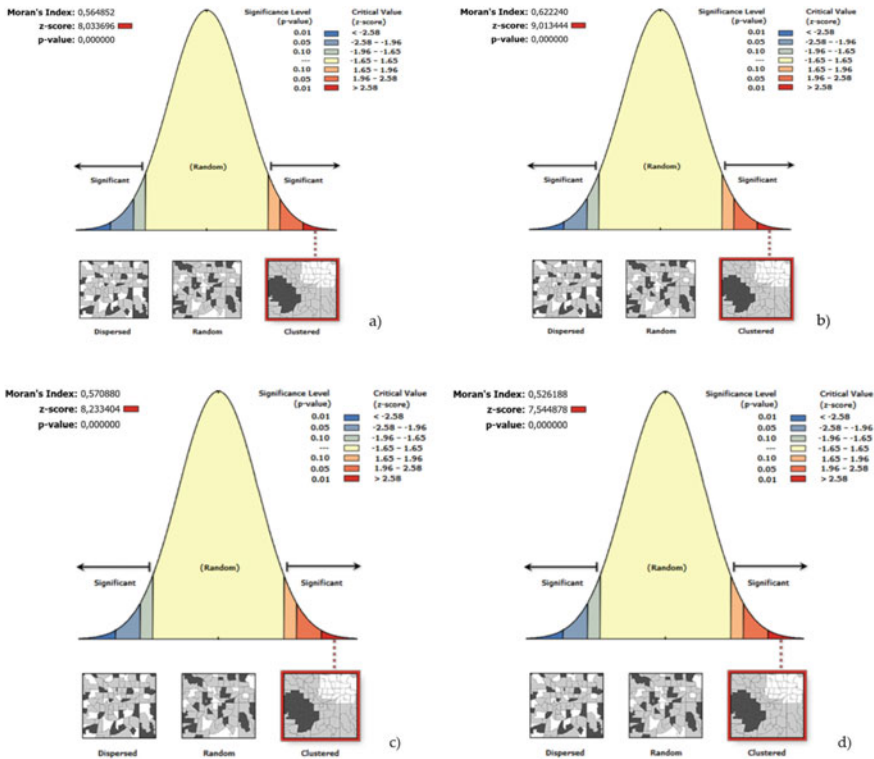 Moran's Index: 0,564852
z-score: 8,033696
p-value: 0,000000
Significance Level (p-value)
Critical Value (z-score)
0.01 < -2.58
0.05 -2.58 – -1.96
0.10 -1.96 – -1.65
--- -1.65 – 1.65
0.10 1.65 – 1.96
0.05 1.96 – 2.58
0.01 > 2.58
Significant
(Random)
Significant
Dispersed
Random
Clustered
a)
Moran's Index: 0,622240
z-score: 9,013444
p-value: 0,000000
Significance Level (p-value)
Critical Value (z-score)
0.01 < -2.58
0.05 -2.58 – -1.96
0.10 -1.96 – -1.65
--- -1.65 – 1.65
0.10 1.65 – 1.96
0.05 1.96 – 2.58
0.01 > 2.58
Significant
(Random)
Significant
Dispersed
Random
Clustered
b)
Moran's Index: 0,570880
z-score: 8,233404
p-value: 0,000000
Significance Level (p-value)
Critical Value (z-score)
0.01 < -2.58
0.05 -2.58 – -1.96
0.10 -1.96 – -1.65
--- -1.65 – 1.65
0.10 1.65 – 1.96
0.05 1.96 – 2.58
0.01 > 2.58
Significant
(Random)
Significant
Dispersed
Random
Clustered
c)
Moran's Index: 0,526188
z-score: 7,544878
p-value: 0,000000
Significance Level (p-value)
Critical Value (z-score)
0.01 < -2.58
0.05 -2.58 – -1.96
0.10 -1.96 – -1.65
--- -1.65 – 1.65
0.10 1.65 – 1.96
0.05 1.96 – 2.58
0.01 > 2.58
Significant
(Random)
Significant
Dispersed
Random
Clustered
d)